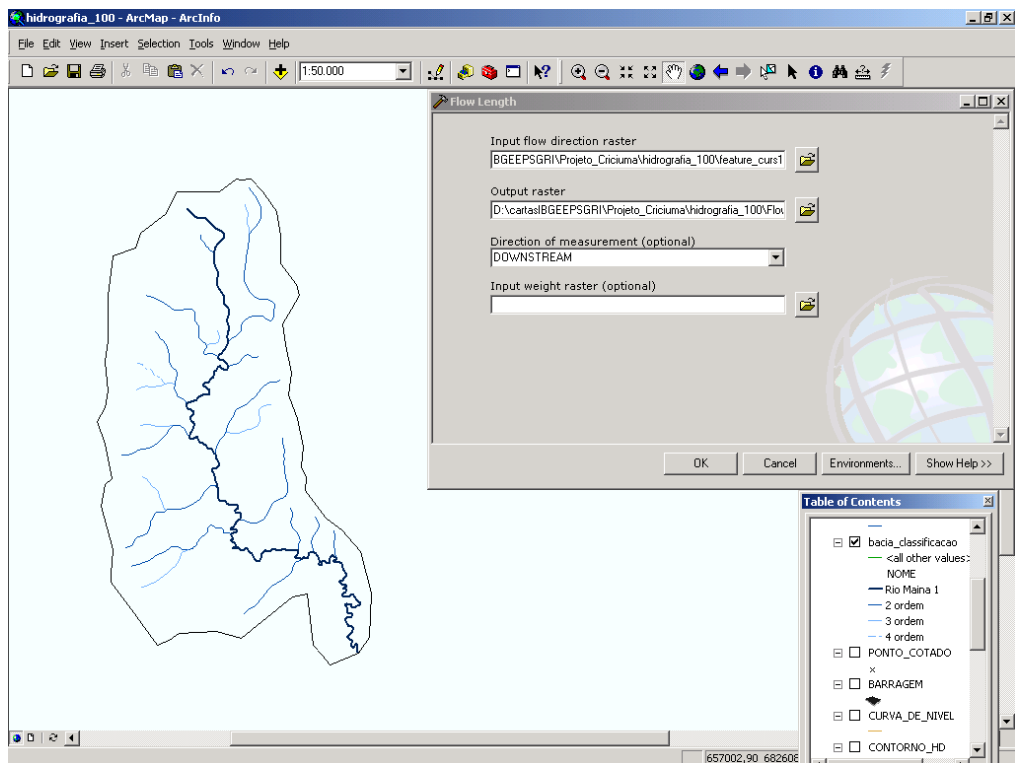 hidrografia_100 - ArcMap - ArcInfo
File Edit View Insert Selection Tools Window Help
1:50.000
Flow Length
Input flow direction raster
BGEEPSGRI\Projeto_Criciuma\hidrografia_100\feature_curs1
Output raster
D:\cartasIBGEEPSGRI\Projeto_Criciuma\hidrografia_100\Flov
Direction of measurement (optional)
DOWNSTREAM
Input weight raster (optional)
OK Cancel Environments... Show Help >>
Table of Contents
bacia_classificacao
<all other values>
NOME
Rio Maina 1
2 ordem
3 ordem
4 ordem
PONTO_COTADO
BARRAGEM
CURVA_DE_NIVEL
CONTORNO_HD
657002,90 682608